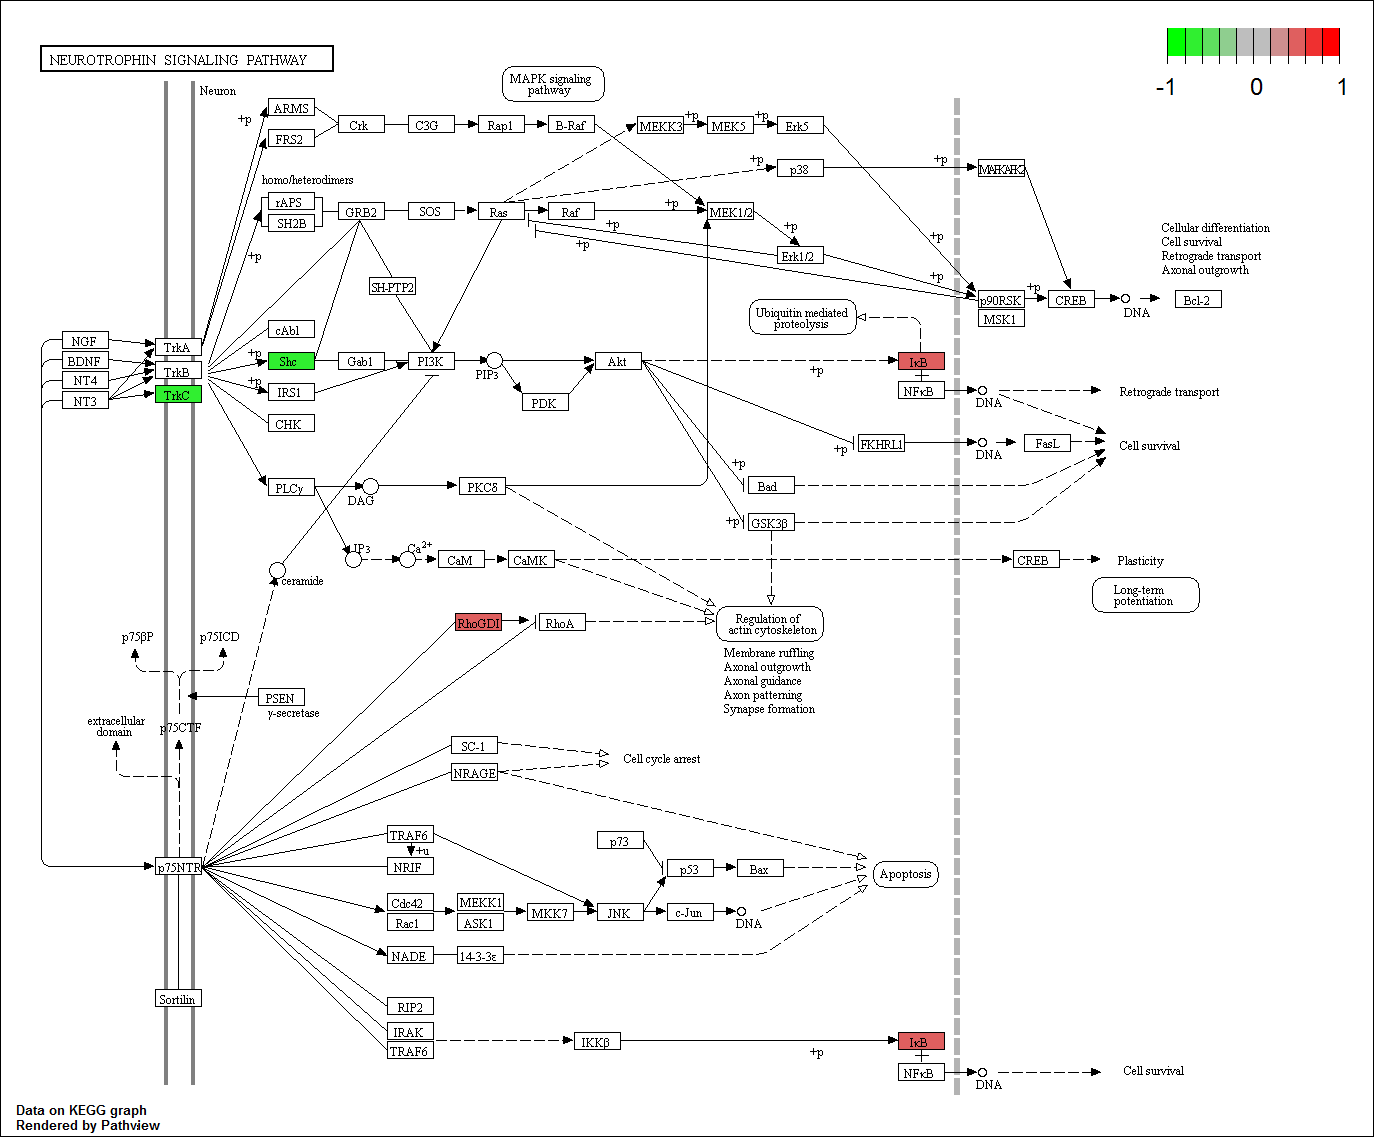 NEUROTROPHIN SIGNALING PATHWAY
-1 0 1
Neuron
MAPK signaling
pathway
+p
ARMS
FRS2
Crk
C3G
Rap1
B-Raf
MEKK3
+p
MEK5
+p
Erk5
homo/heterodimers
rAPS
SH2B
+p
GRB2
SOS
Ras
Raf
+p
MEK1/2
+p
p38
+p
MAPKAPK2
+p
Erk1/2
+p
+p
+p
+p
p90RSK
MSK1
+p
CREB
DNA
Bcl-2
Cellular differentiation
Cell survival
Retrograde transport
Axonal outgrowth
SH-PTP2
Ubiquitin mediated
proteolysis
NGF
BDNF
NT4
NT3
TrkA
TrkB
TrkC
cAbl
+p
Shc
+p
IRS1
CHK
Gab1
PI3K
PIP3
PDK
Akt
+p
IκB
NFκB
DNA
Retrograde transport
+p
FKHRL1
DNA
FasL
Cell survival
+p
Bad
+p
GSK3β
PLCγ
DAG
PKCδ
IP3
Ca2+
CaM
CaMK
CREB
Plasticity
Long-term
potentiation
ceramide
RhoGDI
RhoA
Regulation of
actin cytoskeleton
Membrane ruffling
Axonal outgrowth
Axonal guidance
Axon patterning
Synapse formation
p75βP
p75ICD
PSEN
γ-secretase
extracellular
domain
p75CTF
SC-1
NRAGE
Cell cycle arrest
p75NTR
TRAF6
+u
NRIF
p73
p53
Bax
Apoptosis
Cdc42
Rac1
MEKK1
ASK1
MKK7
JNK
c-Jun
DNA
NADE
14-3-3ε
Sortilin
RIP2
IRAK
TRAF6
IKKβ
+p
IκB
NFκB
DNA
Cell survival
Data on KEGG graph
Rendered by Pathview